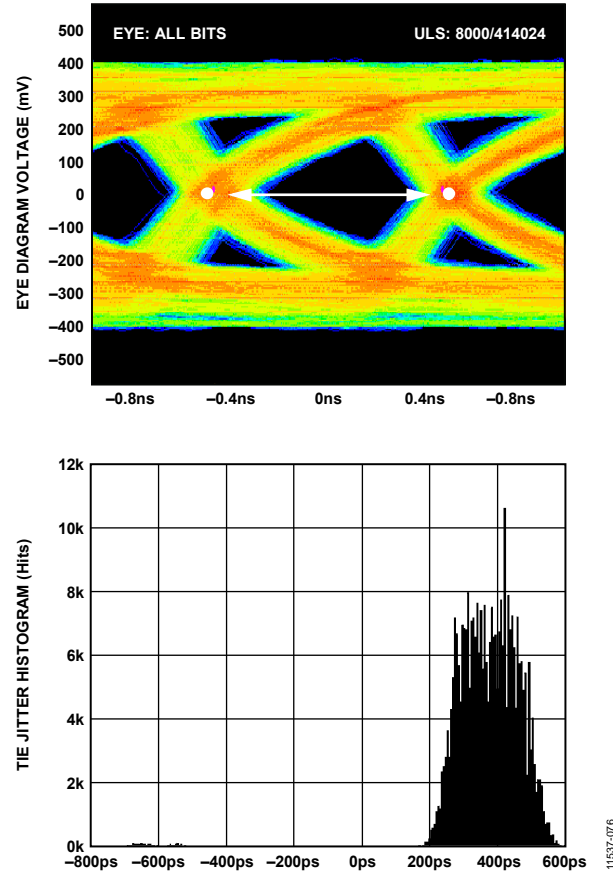 EYE: ALL BITS ULS: 8000/414024
EYE DIAGRAM VOLTAGE (mV)
500
400
300
200
100
0
–100
–200
–300
–400
–500
–0.8ns –0.4ns 0ns 0.4ns –0.8ns
TIE JITTER HISTOGRAM (Hits)
12k
10k
8k
6k
4k
2k
0k
–800ps –600ps –400ps –200ps 0ps 200ps 400ps 600ps
11537-076